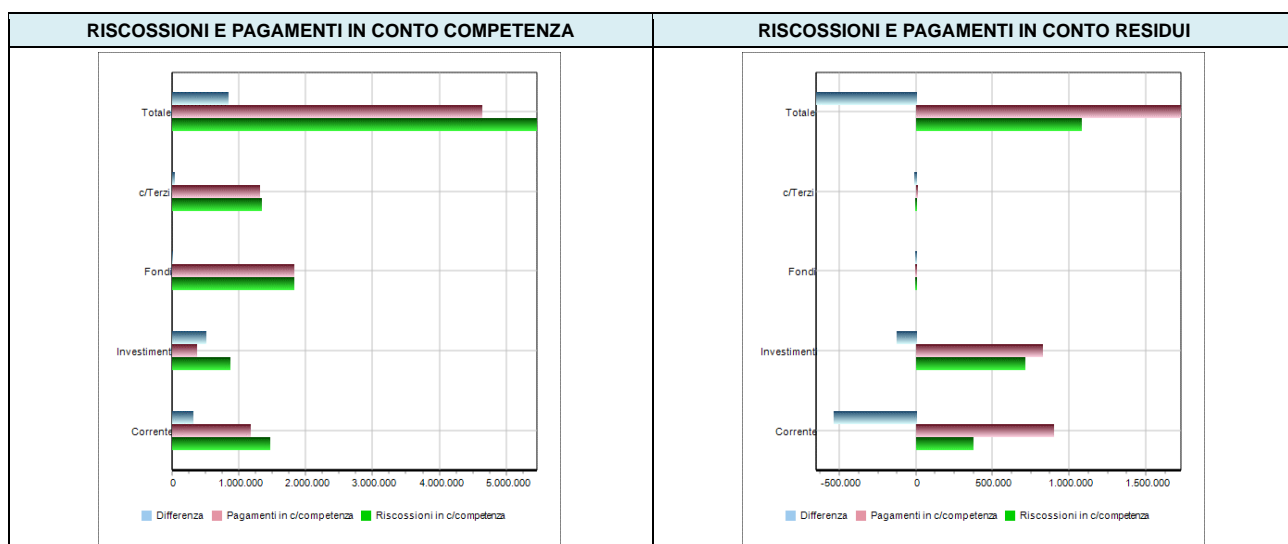 RISCOSSIONI E PAGAMENTI IN CONTO COMPETENZA
Totale
c/Terzi
Fondi
Investimenti
Corrente
0 1.000.000 2.000.000 3.000.000 4.000.000 5.000.000
Differenza Pagamenti in c/competenza Riscossioni in c/competenza
RISCOSSIONI E PAGAMENTI IN CONTO RESIDUI
Totale
c/Terzi
Fondi
Investimenti
Corrente
-500.000 0 500.000 1.000.000 1.500.000
Differenza Pagamenti in c/competenza Riscossioni in c/competenza